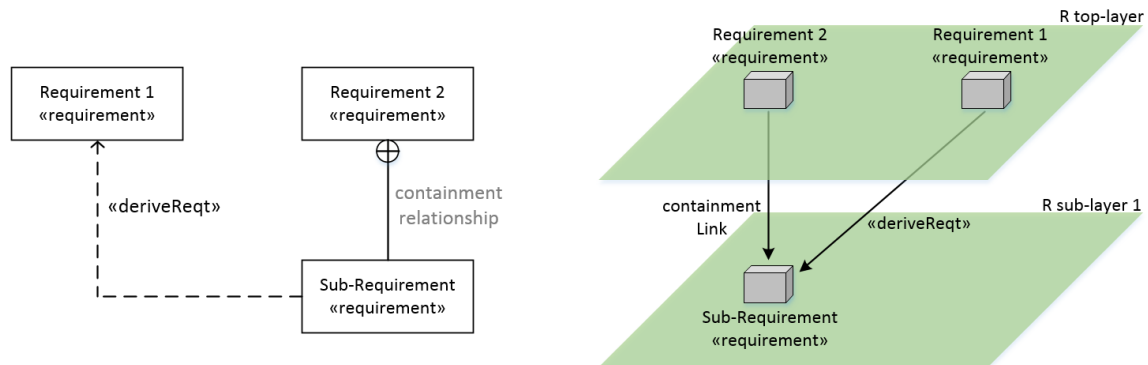 Requirement 1
«requirement»
Requirement 2
«requirement»
«deriveReqt»
containment
relationship
Sub-Requirement
«requirement»
R top-layer
Requirement 2
«requirement»
Requirement 1
«requirement»
containment
Link
«deriveReqt»
R sub-layer 1
Sub-Requirement
«requirement»